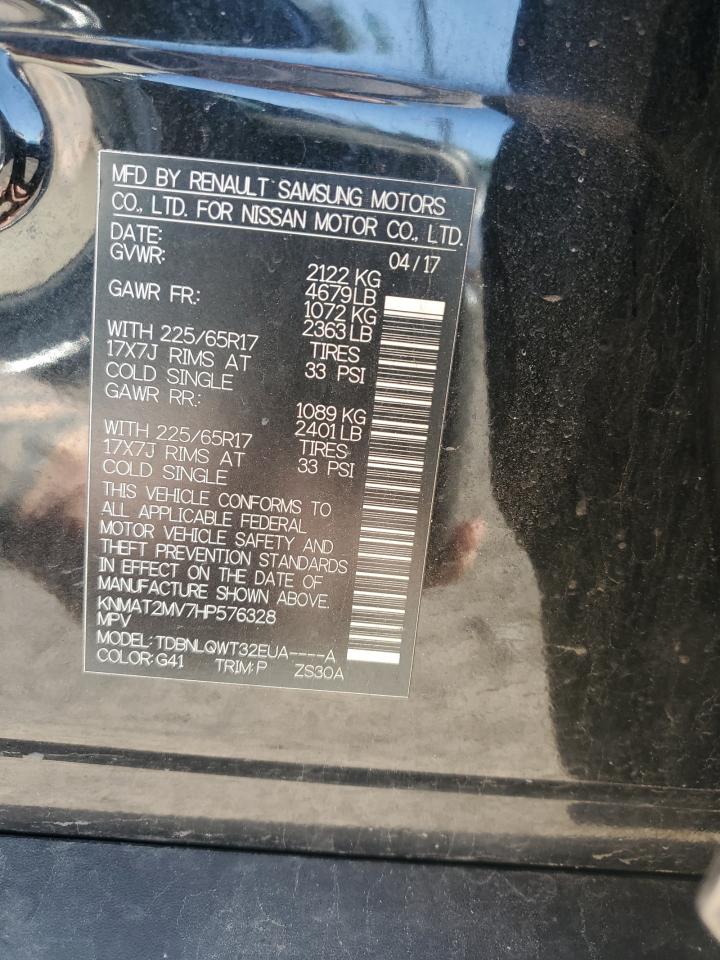 MFD BY RENAULT SAMSUNG MOTORS
CO., LTD. FOR NISSAN MOTOR CO., LTD.
DATE: 04/17
GVWR: 2122 KG
4679LB
GAWR FR: 1072 KG
2363 LB
WITH 225/65R17 TIRES
17X7J RIMS AT 33 PSI
COLD SINGLE
GAWR RR: 1089 KG
2401 LB
WITH 225/65R17 TIRES
17X7J RIMS AT 33 PSI
COLD SINGLE
THIS VEHICLE CONFORMS TO
ALL APPLICABLE FEDERAL
MOTOR VEHICLE SAFETY AND
THEFT PREVENTION STANDARDS
IN EFFECT ON THE DATE OF
MANUFACTURE SHOWN ABOVE.
KNMAT2MV7HP576328
MPV
MODEL: TDBNLQWT32EUA----A
COLOR: G41 TRIM:P ZS30A